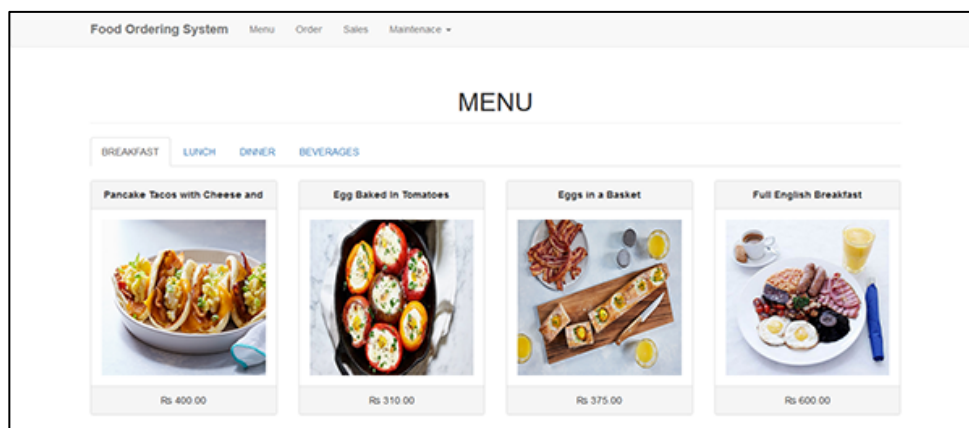 Food Ordering System Menu Order Sales Maintenace
MENU
BREAKFAST LUNCH DINNER BEVERAGES
Pancake Tacos with Cheese and
Egg Baked In Tomatoes
Eggs in a Basket
Full English Breakfast
Rs 400.00
Rs 310.00
Rs 375.00
Rs 600.00